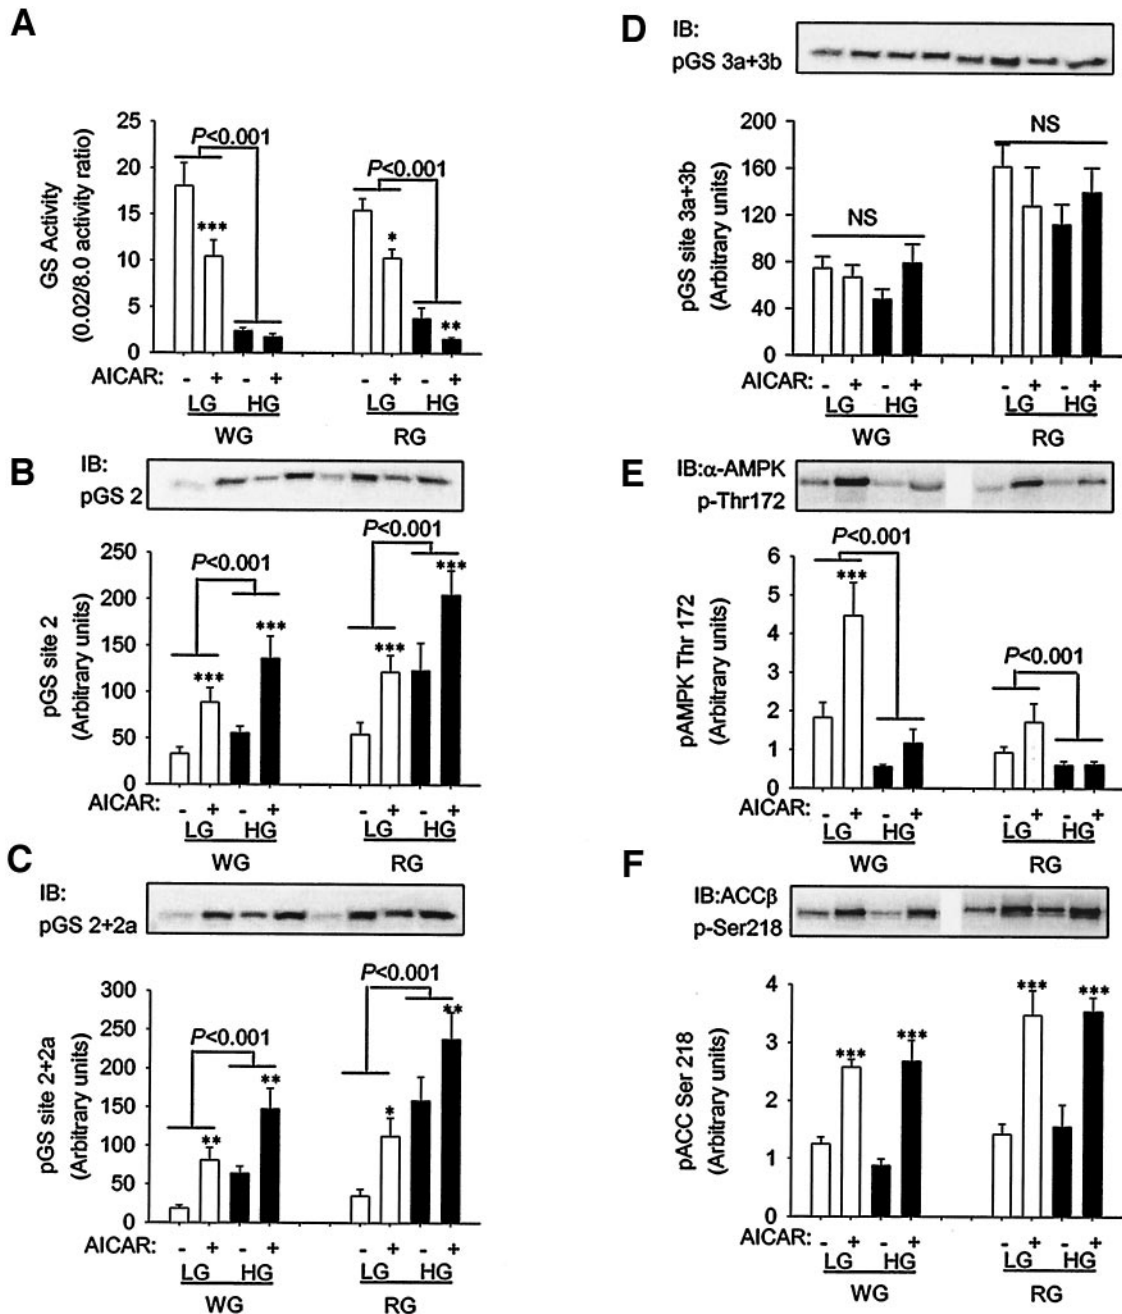 A
25
20
15
10
5
0
GS Activity
(0.02/8.0 activity ratio)
P<0.001
P<0.001
***
*
**
AICAR: - + - + - + - +
LG HG LG HG
WG RG
B
IB:
pGS 2
250
200
150
100
50
0
pGS site 2
(Arbitrary units)
P<0.001
P<0.001
***
***
***
***
AICAR: - + - + - + - +
LG HG LG HG
WG RG
C
IB:
pGS 2+2a
300
250
200
150
100
50
0
pGS site 2+2a
(Arbitrary units)
P<0.001
P<0.001
**
**
*
**
AICAR: - + - + - + - +
LG HG LG HG
WG RG
D
IB:
pGS 3a+3b
200
160
120
80
40
0
pGS site 3a+3b
(Arbitrary units)
NS
NS
AICAR: - + - + - + - +
LG HG LG HG
WG RG
E
IB:α-AMPK
p-Thr172
6
5
4
3
2
1
0
pAMPK Thr 172
(Arbitrary units)
P<0.001
P<0.001
***
AICAR: - + - + - + - +
LG HG LG HG
WG RG
F
IB:ACCβ
p-Ser218
4
3
2
1
0
pACC Ser 218
(Arbitrary units)
***
***
***
***
AICAR: - + - + - + - +
LG HG LG HG
WG RG